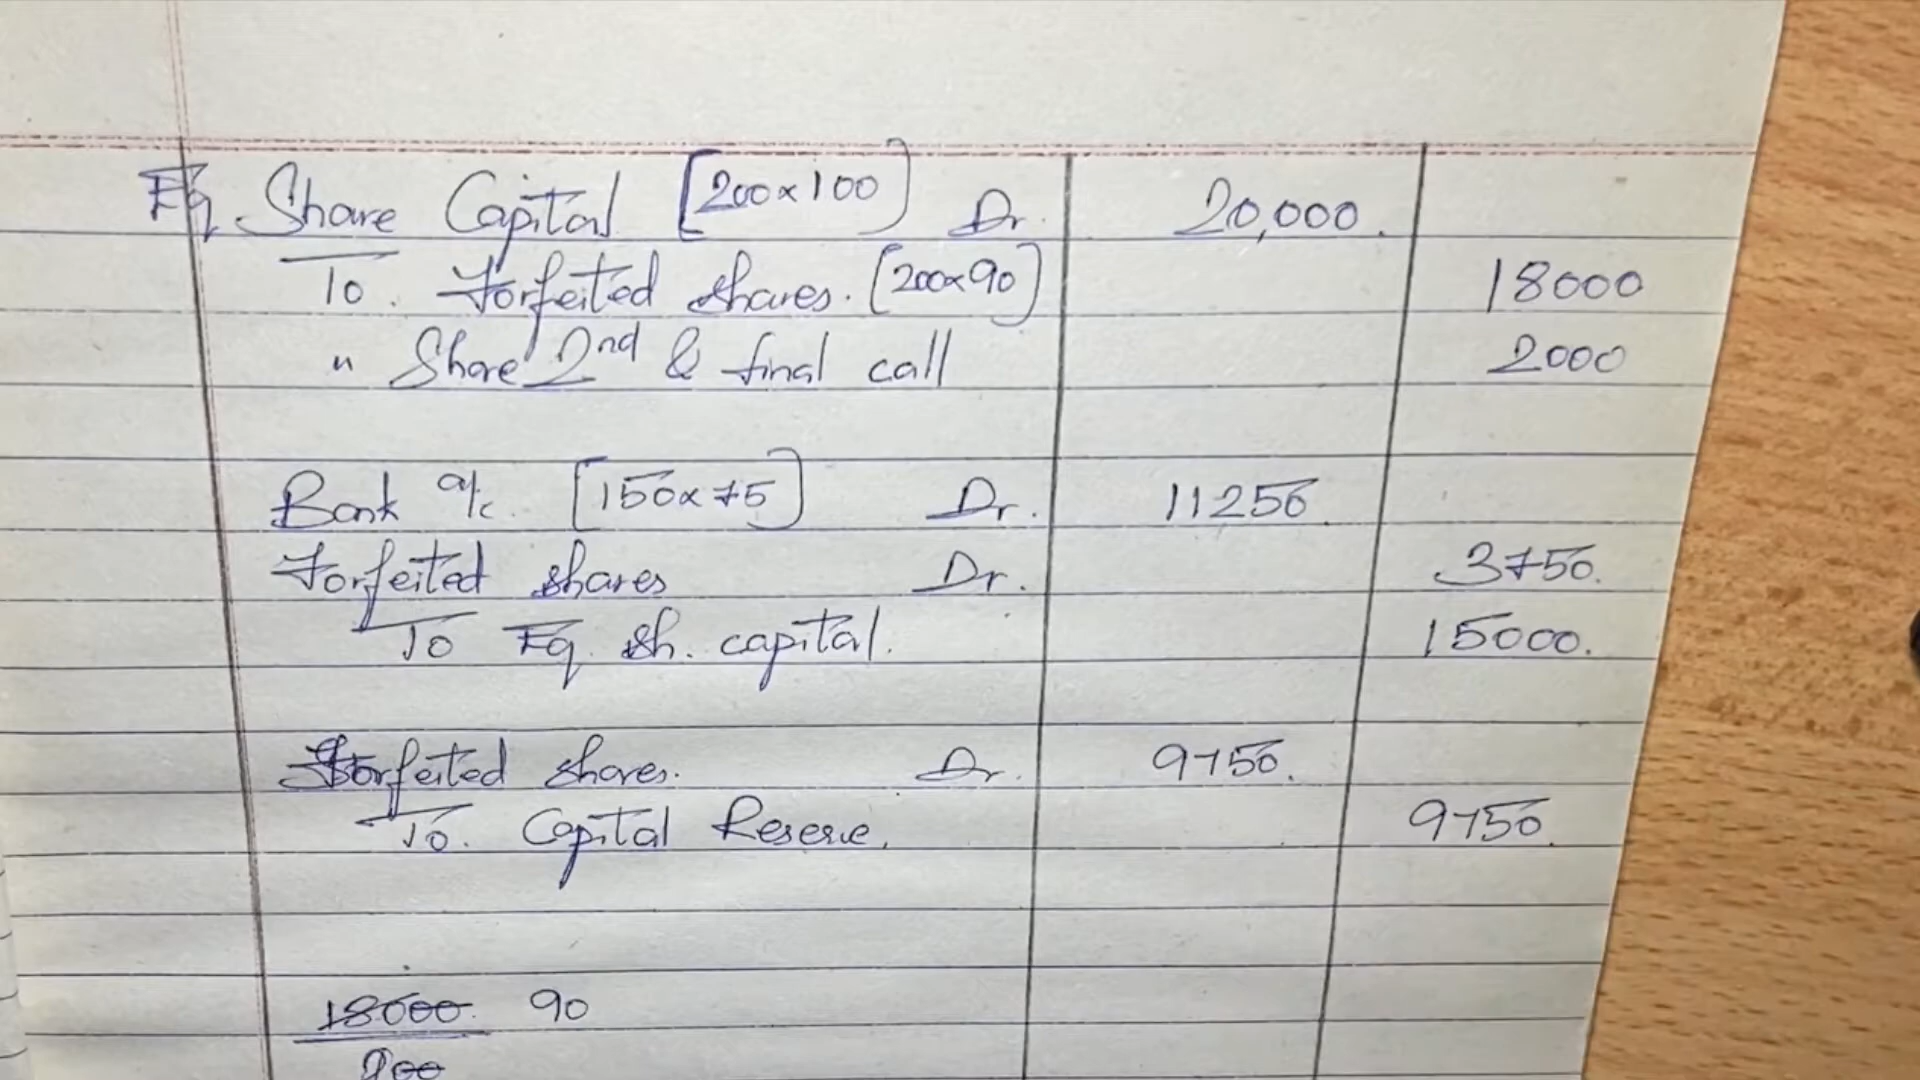 Eq. Share Capital [200x100] Dr. 20,000.
To. Forfeited shares. [200x90] 18000
" Share 2nd & final call 2000
Bank a/c. [150x75] Dr. 11250
Forfeited shares Dr. 3750.
To Eq. sh. capital. 15000.
Forfeited shares. Dr. 9750.
To. Capital Reserve. 9750.
18000 90
200